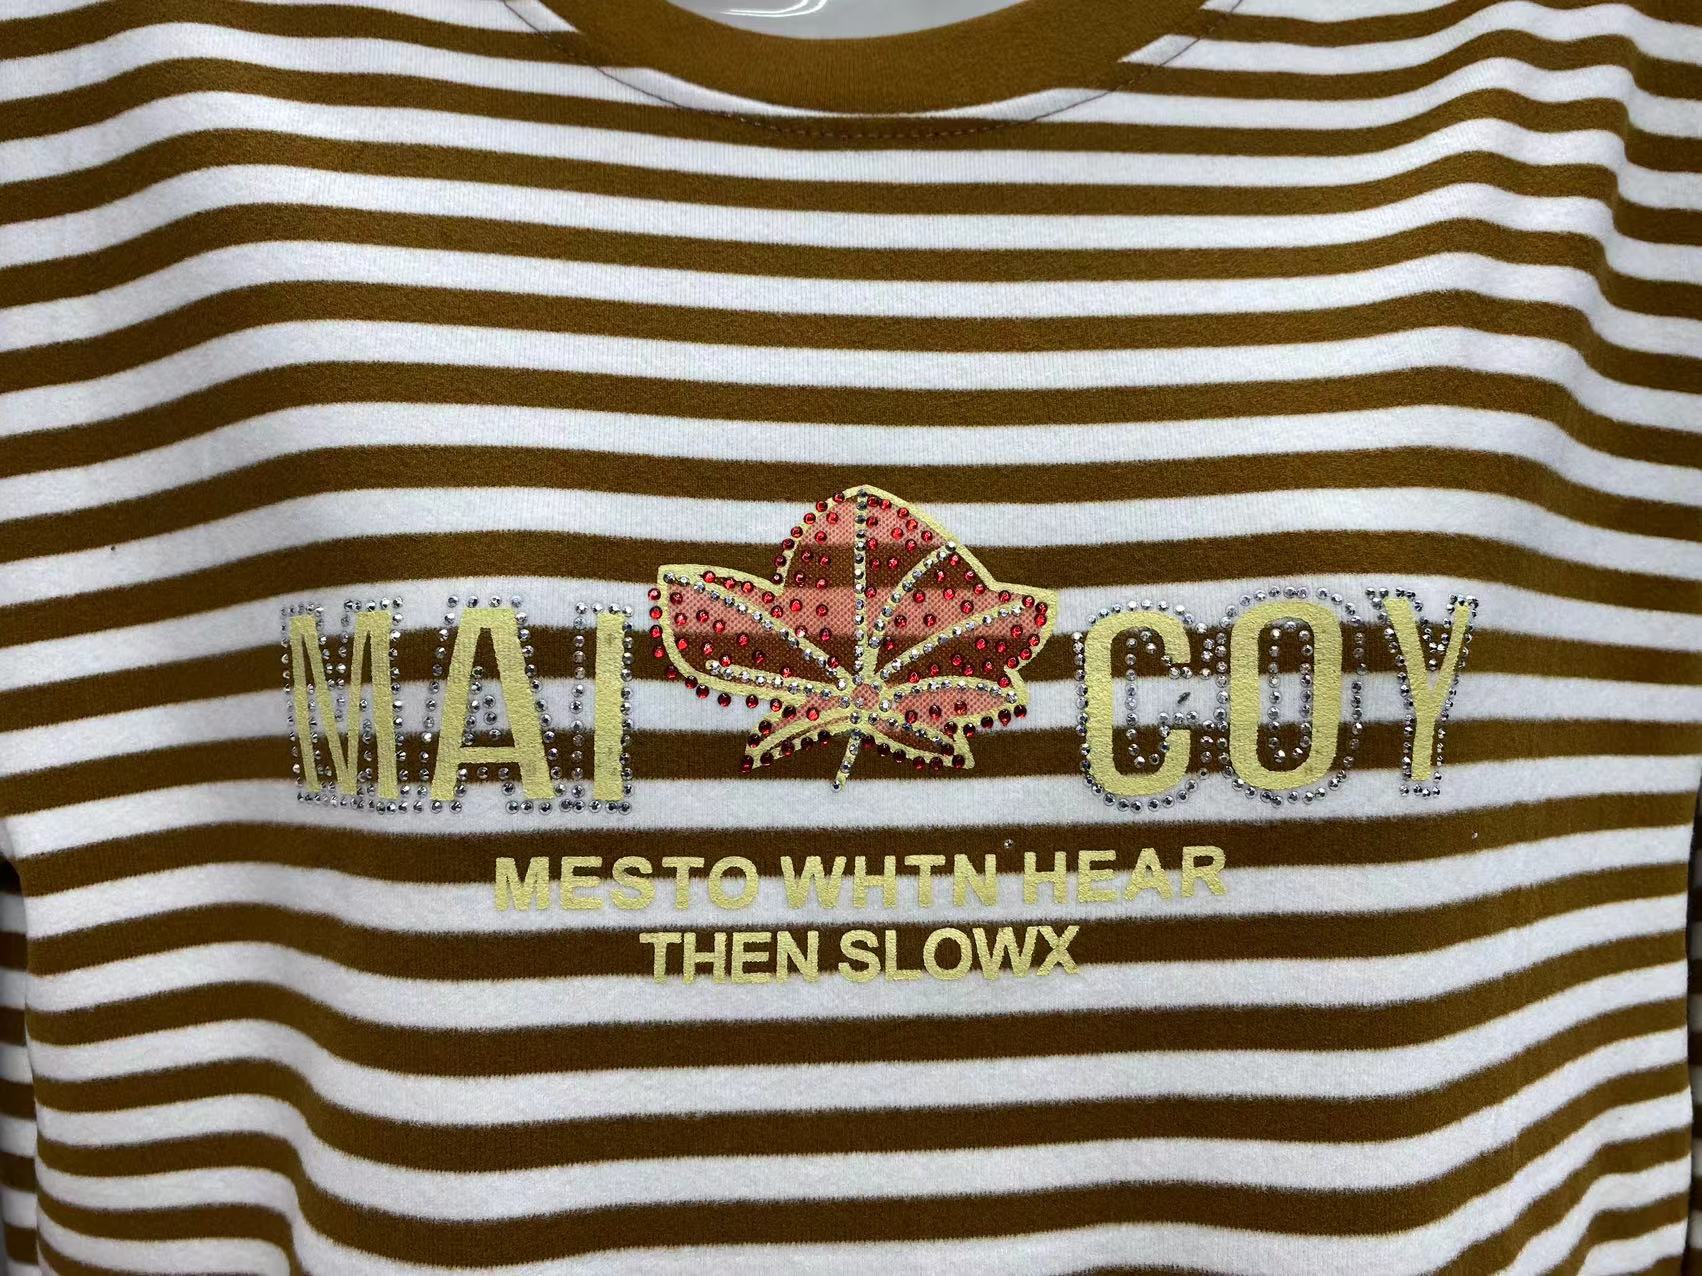 MAI COY
MESTO WHTN HEAR
THEN SLOWX